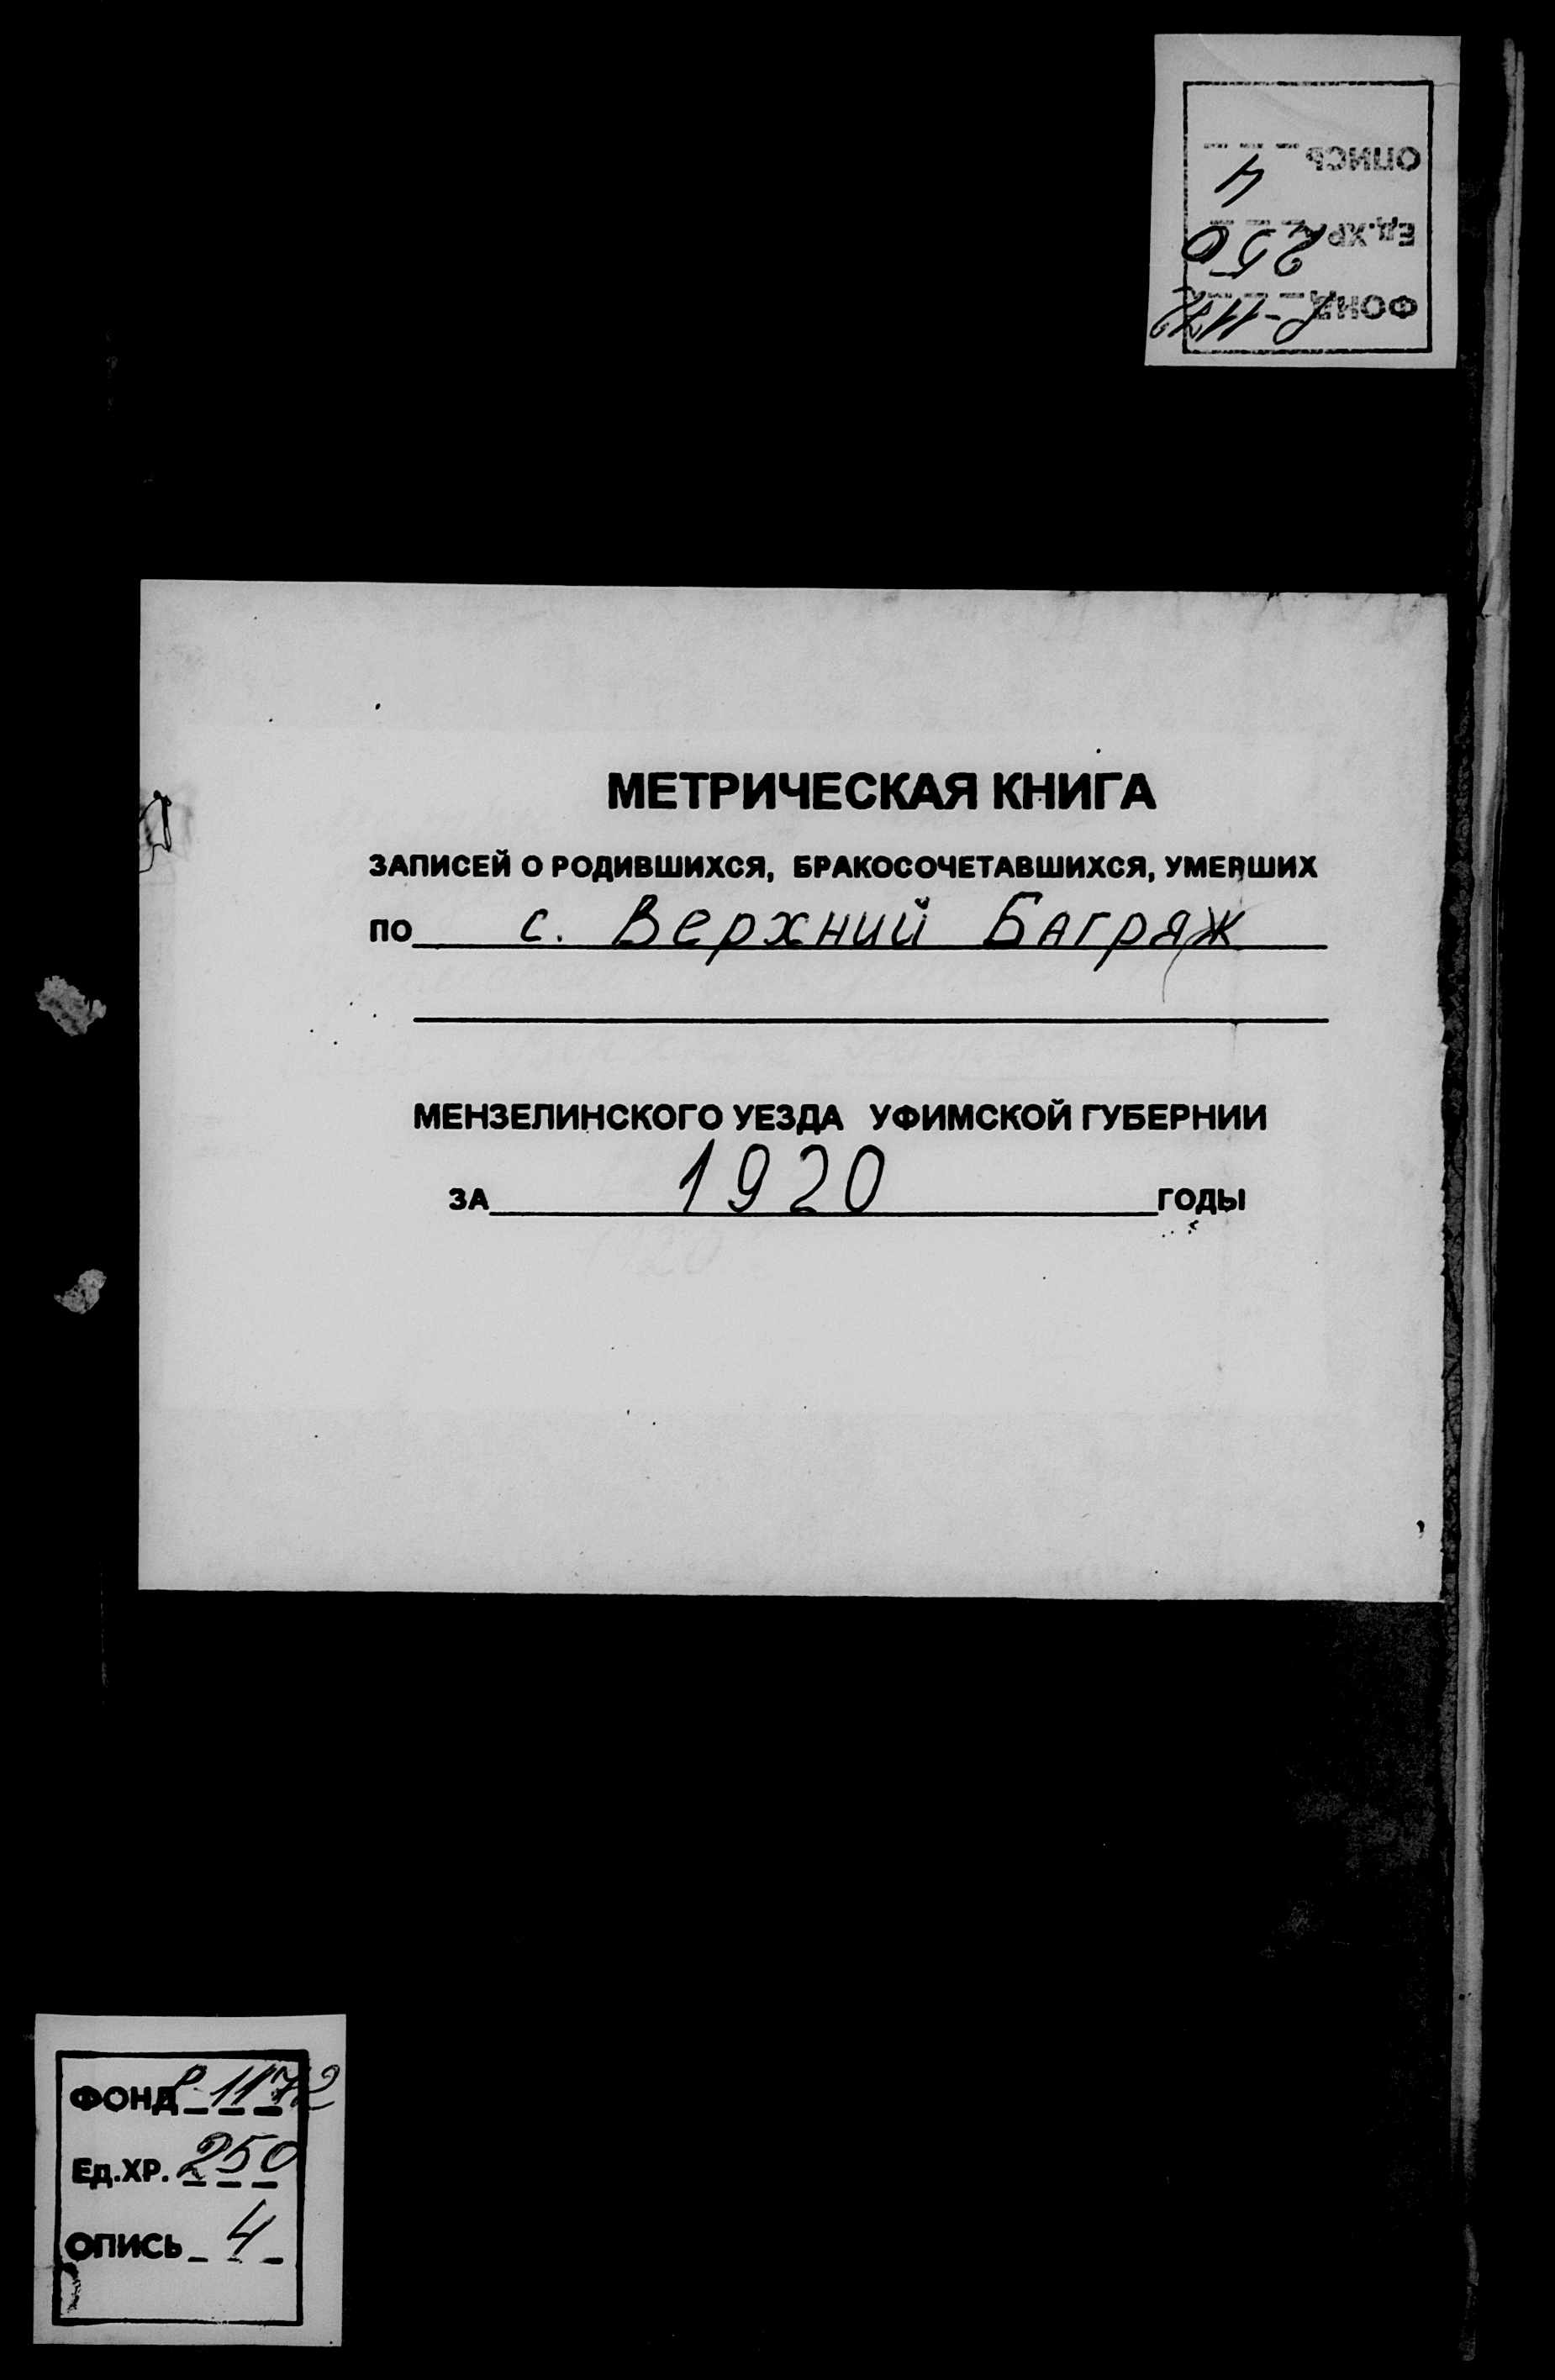 ОПИСЬ 4
Ед.ХР. 250
ФОНД Р-1172
МЕТРИЧЕСКАЯ КНИГА
ЗАПИСЕЙ О РОДИВШИХСЯ, БРАКОСОЧЕТАВШИХСЯ, УМЕРШИХ
ПО с. Верхний Багряж
МЕНЗЕЛИНСКОГО УЕЗДА УФИМСКОЙ ГУБЕРНИИ
ЗА 1920 ГОДЫ
ФОНД Р-1172
Ед.ХР. 250
ОПИСЬ 4